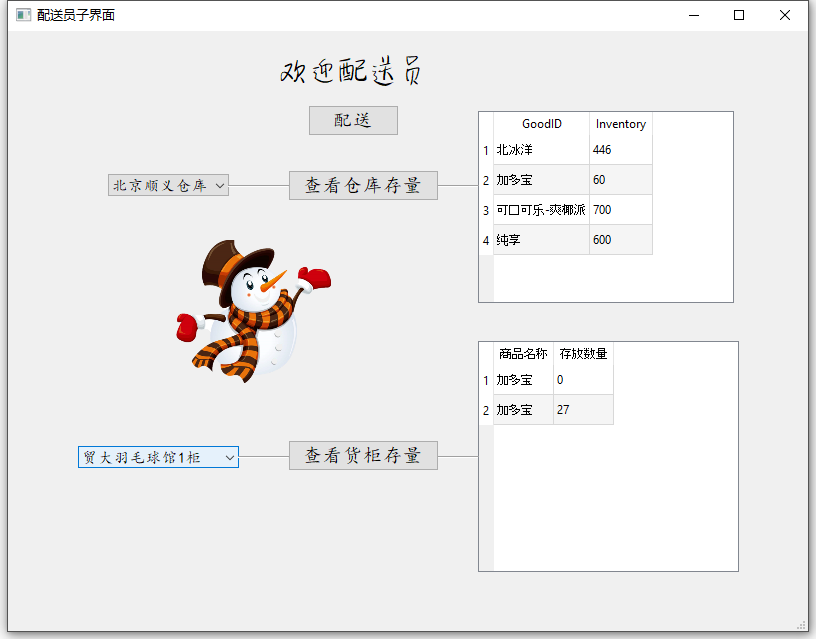 配送员子界面
欢迎配送员
配送
北京顺义仓库
查看仓库存量
GoodID Inventory
1 北冰洋 446
2 加多宝 60
3 可口可乐-爽椰派 700
4 纯享 600
商品名称 存放数量
1 加多宝 0
2 加多宝 27
贸大羽毛球馆1柜
查看货柜存量